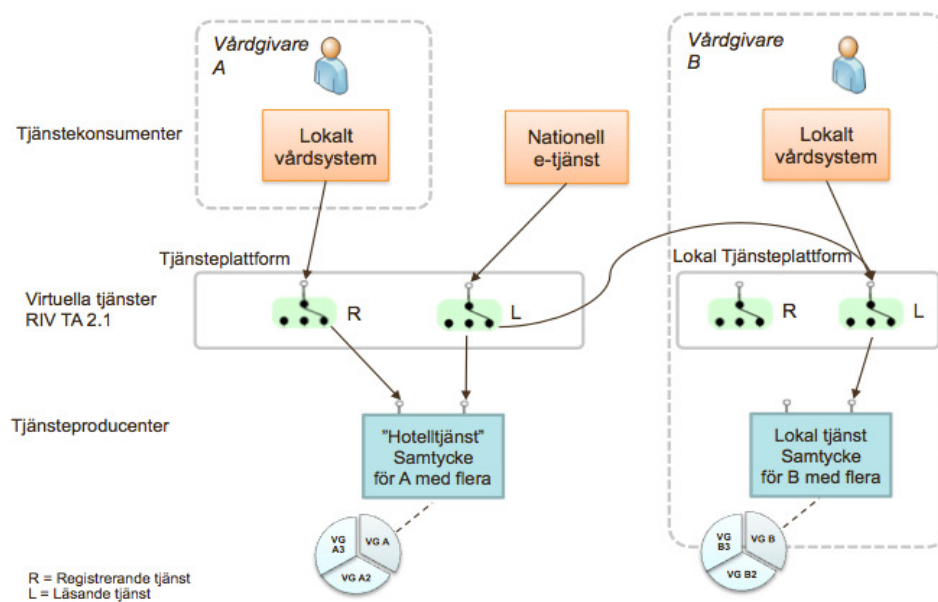 Vårdgivare
A
Vårdgivare
B
Tjänstekonsumenter
Lokalt
vårdsystem
Nationell
e-tjänst
Lokalt
vårdsystem
Tjänsteplattform
Lokal Tjänsteplattform
Virtuella tjänster
RIV TA 2.1
R
L
R
L
Tjänsteproducenter
”Hotelltjänst”
Samtycke
för A med flera
Lokal tjänst
Samtycke
för B med flera
VG
A3
VG A
VG A2
VG
B3
VG B
VG B2
R = Registrerande tjänst
L = Läsande tjänst